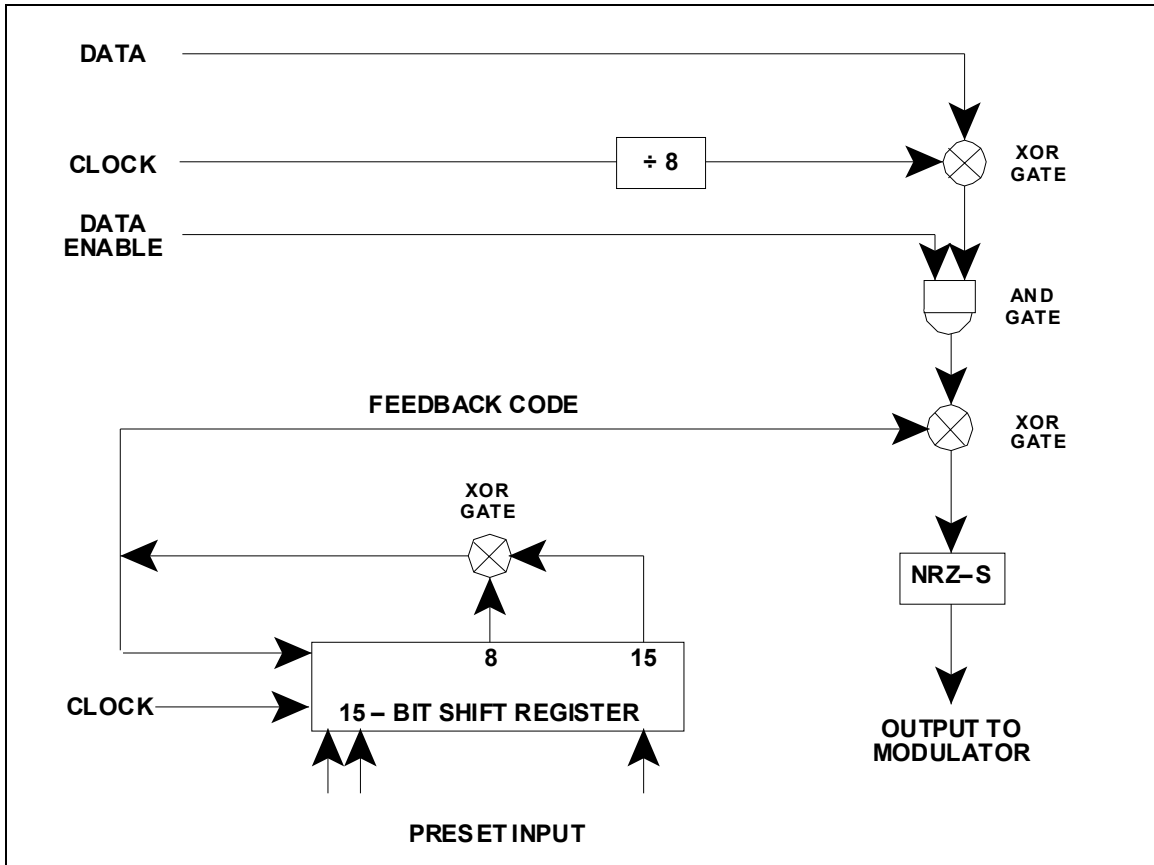 DATA
CLOCK
÷ 8
XOR
GATE
DATA
ENABLE
AND
GATE
FEEDBACK CODE
XOR
GATE
XOR
GATE
NRZ–S
8
15
CLOCK
15 – BIT SHIFT REGISTER
OUTPUT TO
MODULATOR
PRESET INPUT